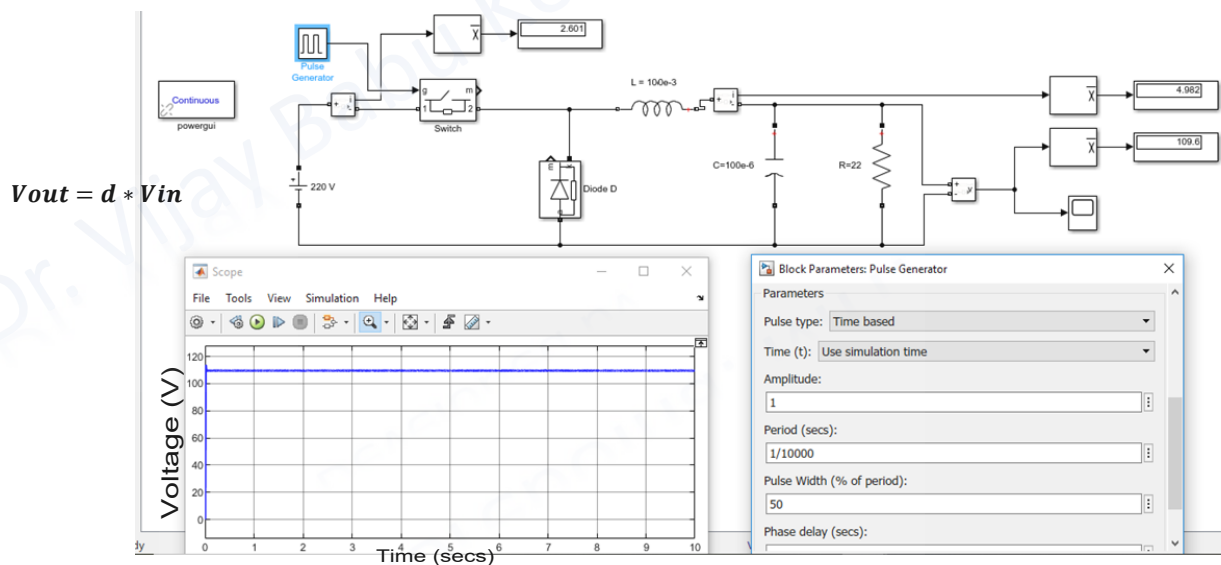 2.601
Pulse
Generator
L = 100e-3
Continuous
powergui
g m
1 2
Switch
4.982
109.6
220 V
Diode D
C=100e-6
R=22
Vout = d * Vin
Scope
File Tools View Simulation Help
120
100
80
60
40
20
0
0 1 2 3 4 5 6 7 8 9 10
Voltage (V)
Time (secs)
Block Parameters: Pulse Generator
Parameters
Pulse type: Time based
Time (t): Use simulation time
Amplitude:
1
Period (secs):
1/10000
Pulse Width (% of period):
50
Phase delay (secs):
Dr. Vijay Babu